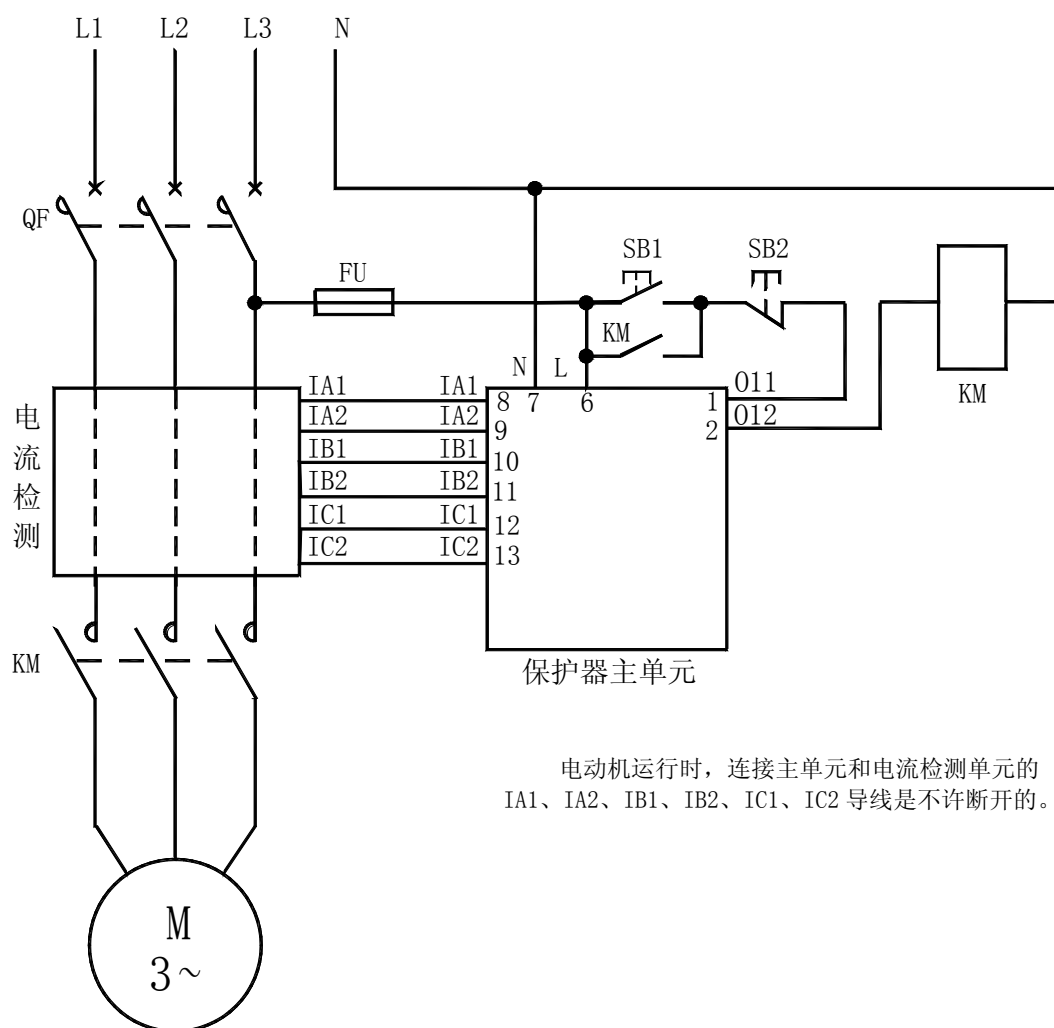 L1 L2 L3 N
QF
FU
SB1 SB2
KM
KM
N L
8 7 6
IA1 IA1
IA2 IA2
9
IB1 IB1
10
IB2 IB2
11
IC1 IC1
12
IC2 IC2
13
1 O11
2 O12
电流检测
KM
保护器主单元
电动机运行时，连接主单元和电流检测单元的
IA1、IA2、IB1、IB2、IC1、IC2 导线是不许断开的。
M
3~